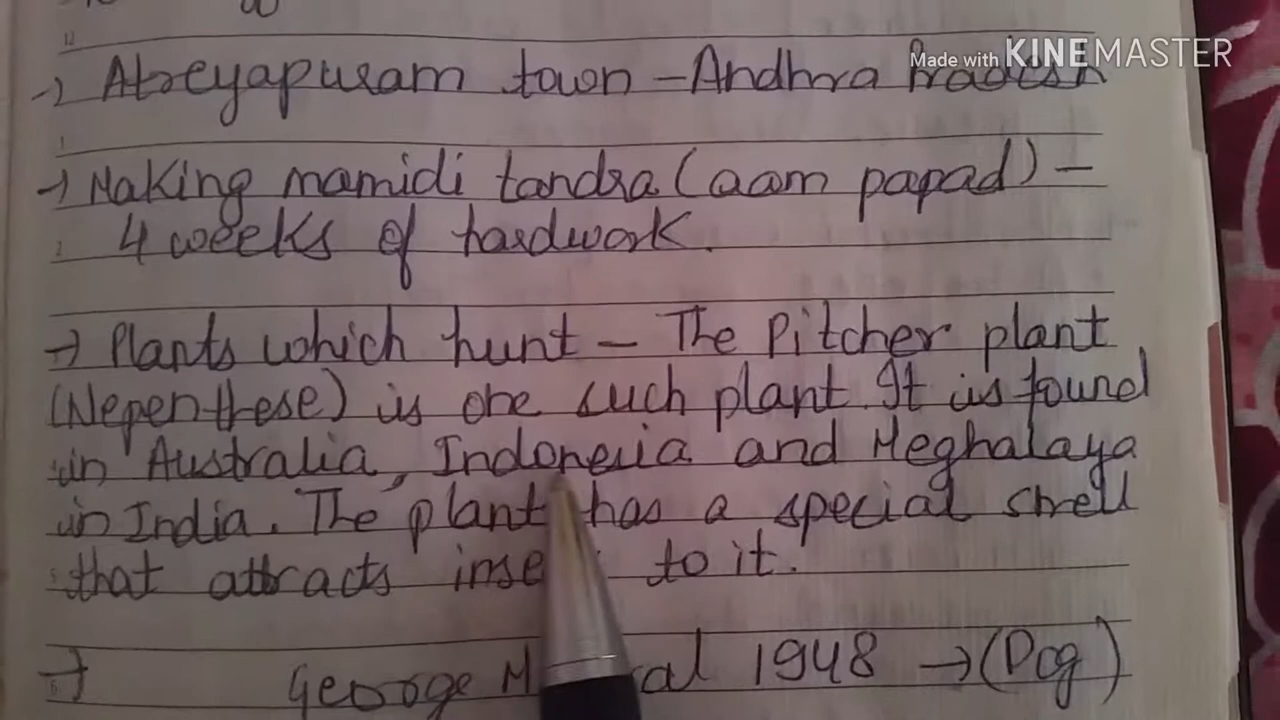 Made with KINEMASTER
→ Atreyapuram town - Andhra Pradesh
→ Making mamidi tandra (aam papad) -
4 weeks of hardwork.
→ Plants which hunt - The Pitcher plant
(Nepenthese) is one such plant. It is found
in Australia, Indonesia and Meghalaya
in India. The plant has a special smell
that attracts to it.
→ George 1948 → (Dog)